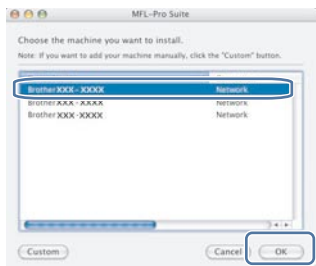 MFL-Pro Suite
Choose the machine you want to install.
Note: If you want to add your machine manually, click the "Custom" button.
Brother XXX - XXXX Network
Brother XXX - XXXX Network
Brother XXX - XXXX Network
Custom Cancel OK